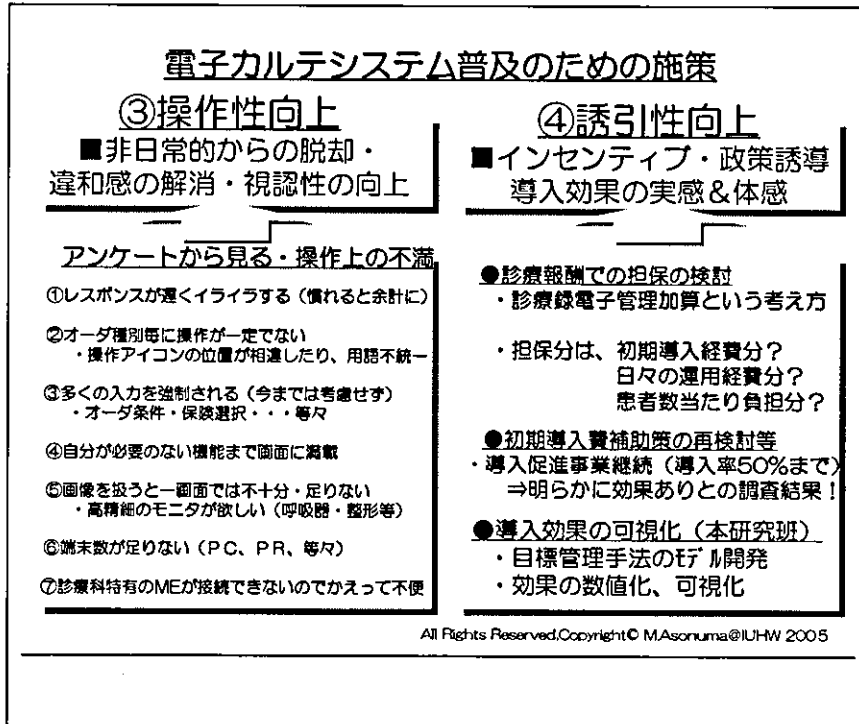 電子カルテシステム普及のための施策
③操作性向上
■非日常的からの脱却・
違和感の解消・視認性の向上
アンケートから見る・操作上の不満
①レスポンスが遅くイライラする（慣れると余計に）
②オーダ種別毎に操作が一定でない
・操作アイコンの位置が相違したり、用語不統一
③多くの入力を強制される（今までは考慮せず）
・オーダ条件・保険選択・・・等々
④自分が必要のない機能まで画面に満載
⑤画像を扱うと一画面では不十分・足りない
・高精細のモニタが欲しい（呼吸器・整形等）
⑥端末数が足りない（PC、PR、等々）
⑦診療科特有のMEが接続できないのでかえって不便
④誘引性向上
■インセンティブ・政策誘導
導入効果の実感＆体感
●診療報酬での担保の検討
・診療録電子管理加算という考え方
・担保分は、初期導入経費分？
日々の運用経費分？
患者数当たり負担分？
●初期導入費補助策の再検討等
・導入促進事業継続（導入率50%まで）
⇒明らかに効果ありとの調査結果！
●導入効果の可視化（本研究班）
・目標管理手法のﾓﾃﾞﾙ開発
・効果の数値化、可視化
All Rights Reserved,Copyright© M.Asonuma@IUHW 2005